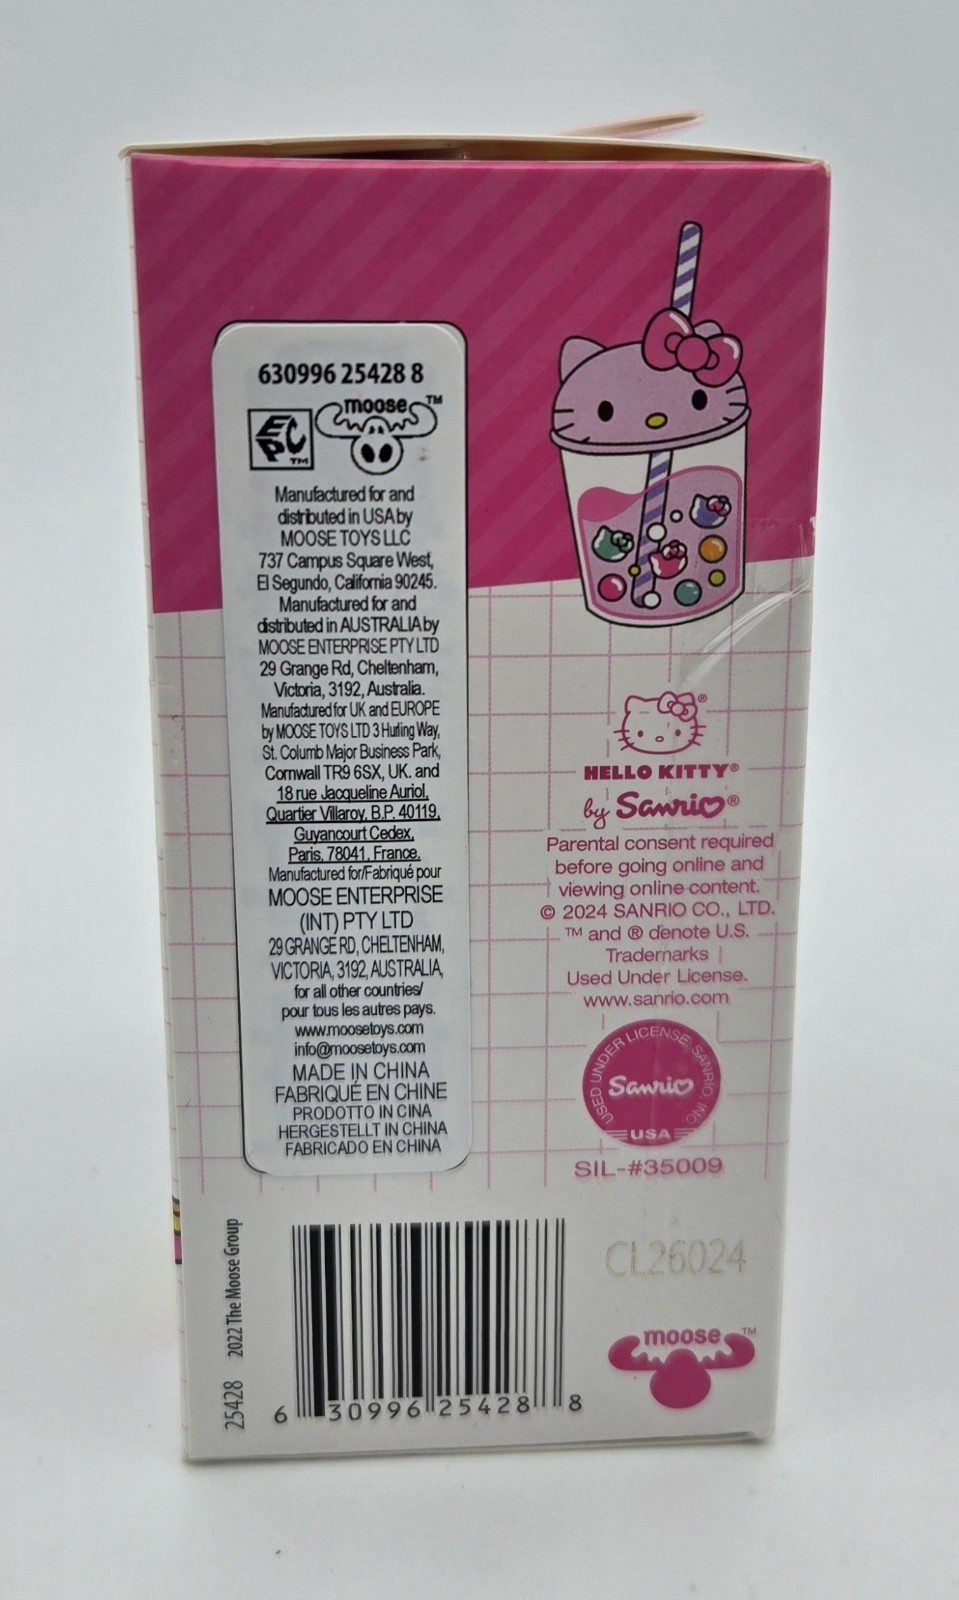 630996 25428 8
EPC TM
moose TM
Manufactured for and
distributed in USA by
MOOSE TOYS LLC
737 Campus Square West,
El Segundo, California 90245.
Manufactured for and
distributed in AUSTRALIA by
MOOSE ENTERPRISE PTY LTD
29 Grange Rd, Cheltenham,
Victoria, 3192, Australia.
Manufactured for UK and EUROPE
by MOOSE TOYS LTD 3 Hurling Way,
St. Columb Major Business Park,
Cornwall TR9 6SX, UK. and
18 rue Jacqueline Auriol,
Quartier Villaroy, B.P. 40119,
Guyancourt Cedex,
Paris, 78041, France.
Manufactured for/Fabriqué pour
MOOSE ENTERPRISE
(INT) PTY LTD
29 GRANGE RD, CHELTENHAM,
VICTORIA, 3192, AUSTRALIA,
for all other countries/
pour tous les autres pays.
www.moosetoys.com
info@moosetoys.com
MADE IN CHINA
FABRIQUÉ EN CHINE
PRODOTTO IN CINA
HERGESTELLT IN CHINA
FABRICADO EN CHINA
®
HELLO KITTY®
by Sanrio®
Parental consent required
before going online and
viewing online content.
© 2024 SANRIO CO., LTD.
TM and ® denote U.S.
Trademarks
Used Under License.
www.sanrio.com
USED UNDER LICENSE, SANRIO, INC.
Sanrio
USA
SIL-#35009
25428 2022 The Moose Group
6 30996 25428 8
CL26024
moose TM